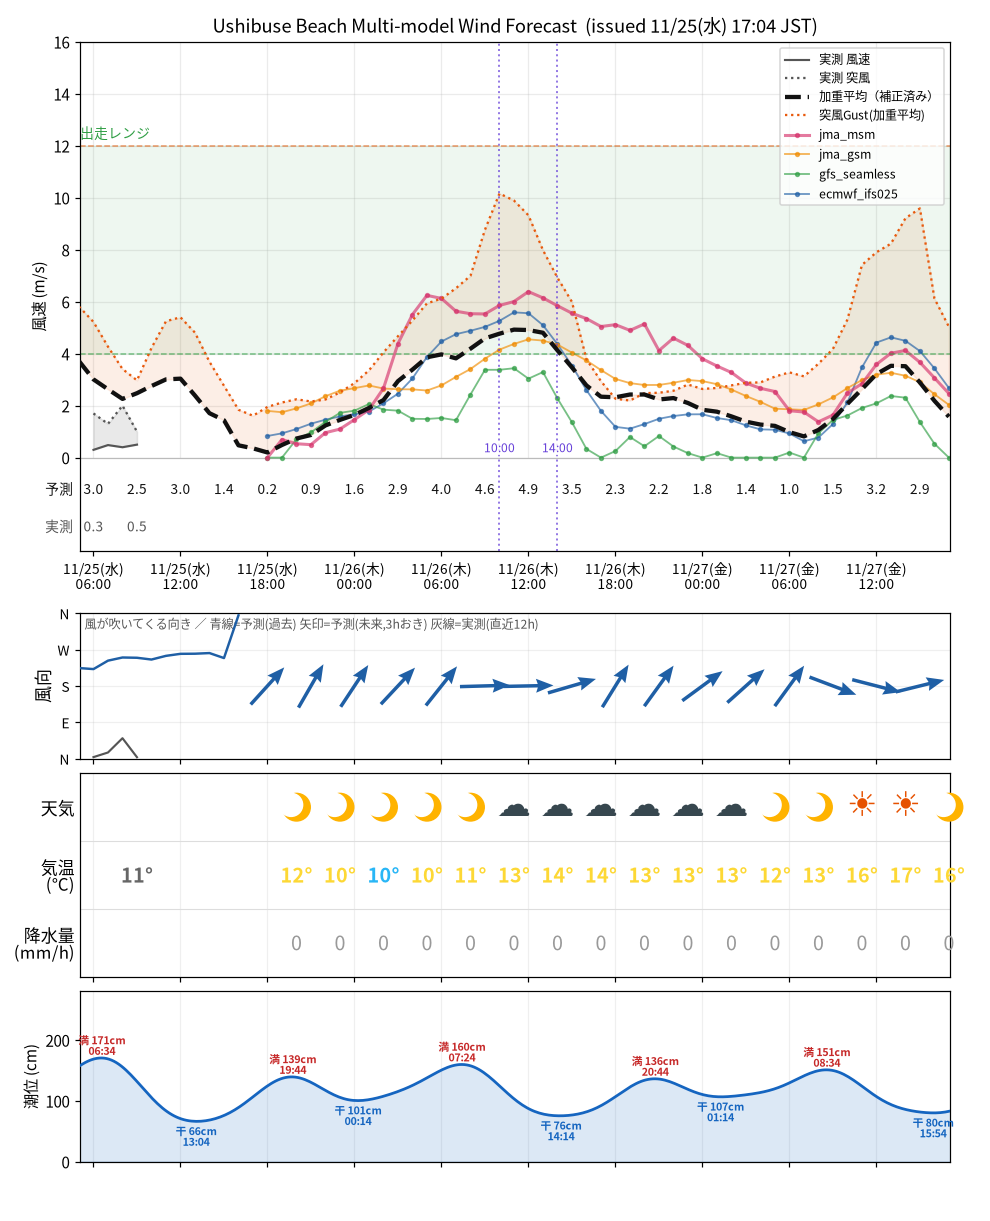 Ushibuse Beach Multi-model Wind Forecast (issued 11/25(水) 17:04 JST)
16
14
12
10
8
6
4
2
0
風速 (m/s)
出走レンジ
実測 風速
実測 突風
加重平均（補正済み）
突風Gust(加重平均)
jma_msm
jma_gsm
gfs_seamless
ecmwf_ifs025
10:00 14:00
予測 3.0 2.5 3.0 1.4 0.2 0.9 1.6 2.9 4.0 4.6 4.9 3.5 2.3 2.2 1.8 1.4 1.0 1.5 3.2 2.9
実測 0.3 0.5
11/25(水) 11/25(水) 11/25(水) 11/26(木) 11/26(木) 11/26(木) 11/26(木) 11/27(金) 11/27(金) 11/27(金)
06:00 12:00 18:00 00:00 06:00 12:00 18:00 00:00 06:00 12:00
風が吹いてくる向き ／ 青線=予測(過去) 矢印=予測(未来,3hおき) 灰線=実測(直近12h)
N
W
S
E
N
風向
天気
気温
(℃)
11° 12° 10° 10° 10° 11° 13° 14° 14° 13° 13° 13° 12° 13° 16° 17° 16°
降水量
(mm/h)
0 0 0 0 0 0 0 0 0 0 0 0 0 0 0 0
潮位 (cm)
200
100
0
満 171cm
06:34
干 66cm
13:04
満 139cm
19:44
干 101cm
00:14
満 160cm
07:24
干 76cm
14:14
満 136cm
20:44
干 107cm
01:14
満 151cm
08:34
干 80cm
15:54